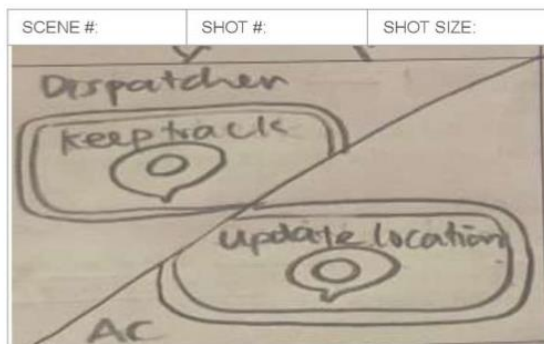 SCENE #: SHOT #: SHOT SIZE:
Dispatcher
Keep track
update location
AC